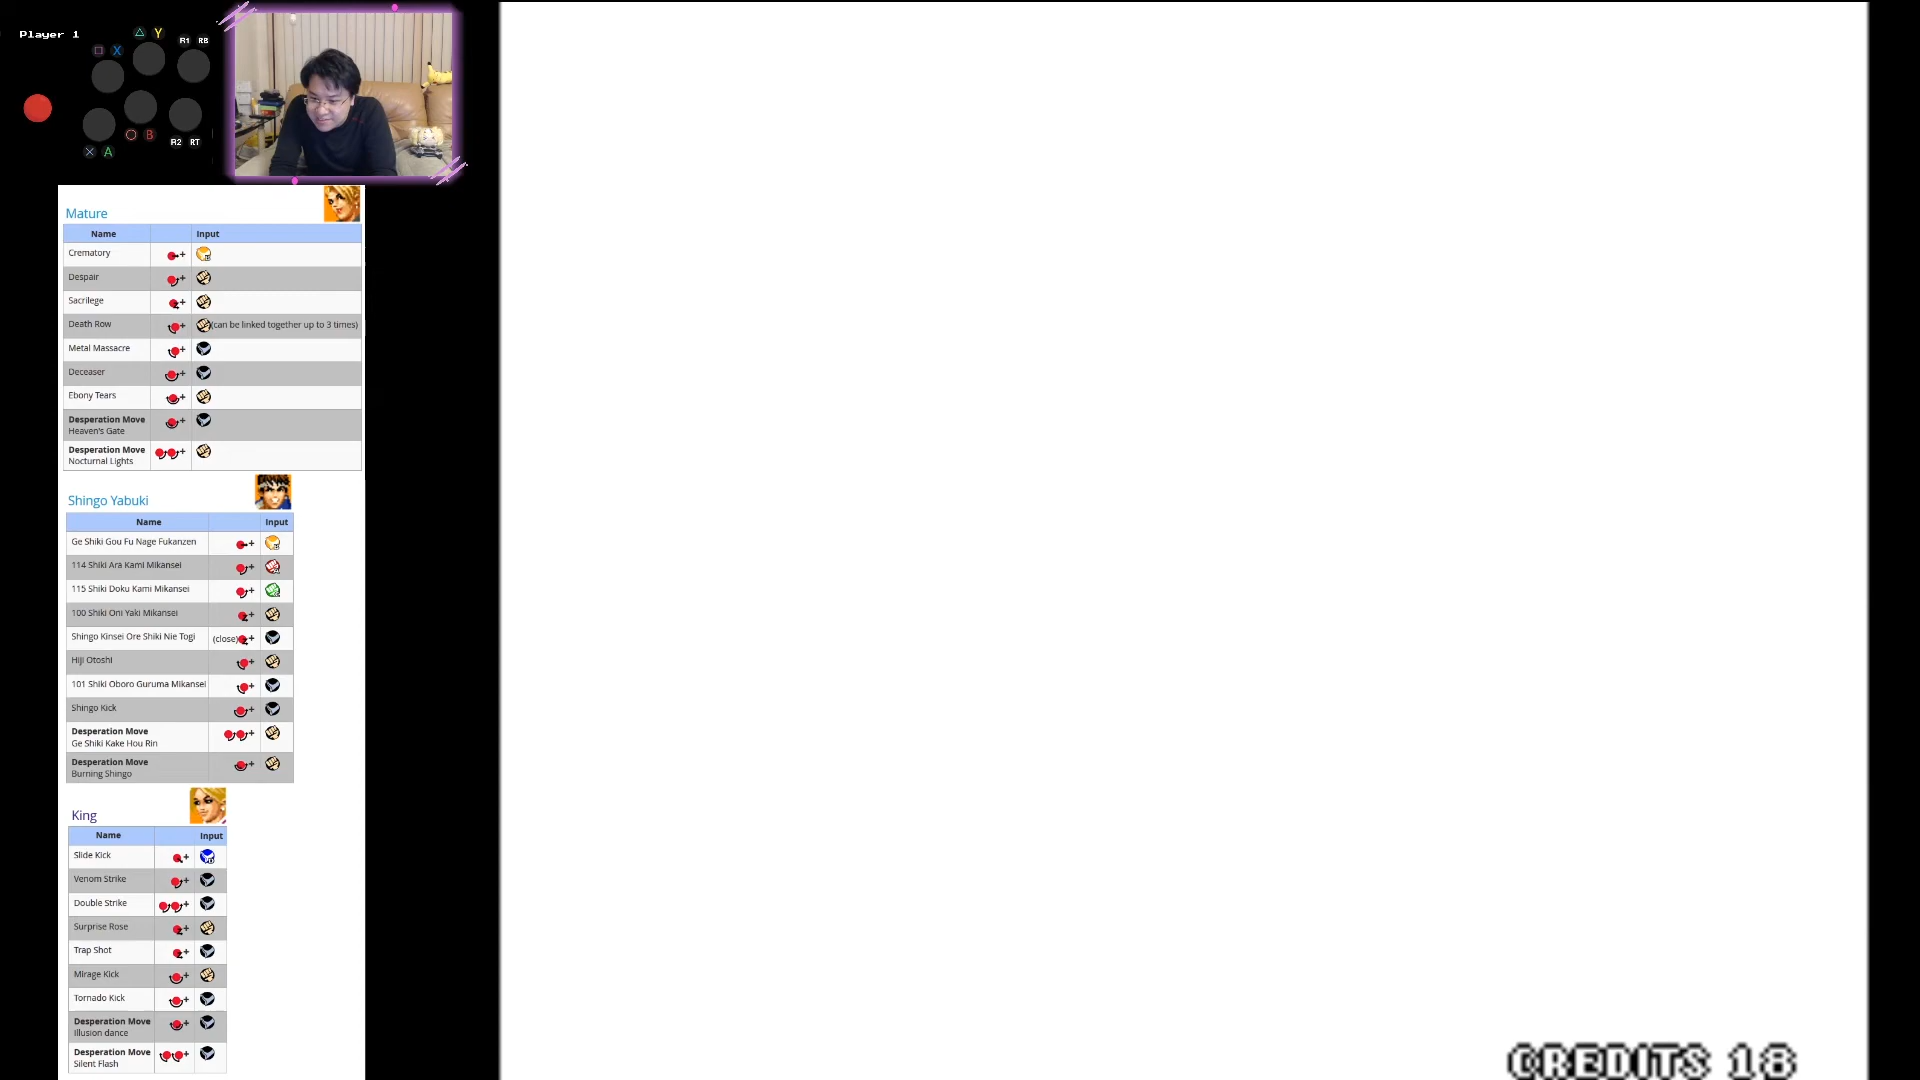 Player 1
Y
R1 RB
X
B
R2 RT
A
Mature
Name Input
Crematory +
Despair +
Sacrilege +
Death Row + (can be linked together up to 3 times)
Metal Massacre +
Deceaser +
Ebony Tears +
Desperation Move
Heaven's Gate +
Desperation Move
Nocturnal Lights +
Shingo Yabuki
Name Input
Ge Shiki Gou Fu Nage Fukanzen +
114 Shiki Ara Kami Mikansei +
115 Shiki Doku Kami Mikansei +
100 Shiki Oni Yaki Mikansei +
Shingo Kinsei Ore Shiki Nie Togi (close) +
Hiji Otoshi +
101 Shiki Oboro Guruma Mikansei +
Shingo Kick +
Desperation Move
Ge Shiki Kake Hou Rin +
Desperation Move
Burning Shingo +
King
Name Input
Slide Kick +
Venom Strike +
Double Strike +
Surprise Rose +
Trap Shot +
Mirage Kick +
Tornado Kick +
Desperation Move
Illusion dance +
Desperation Move
Silent Flash +
CREDITS 18